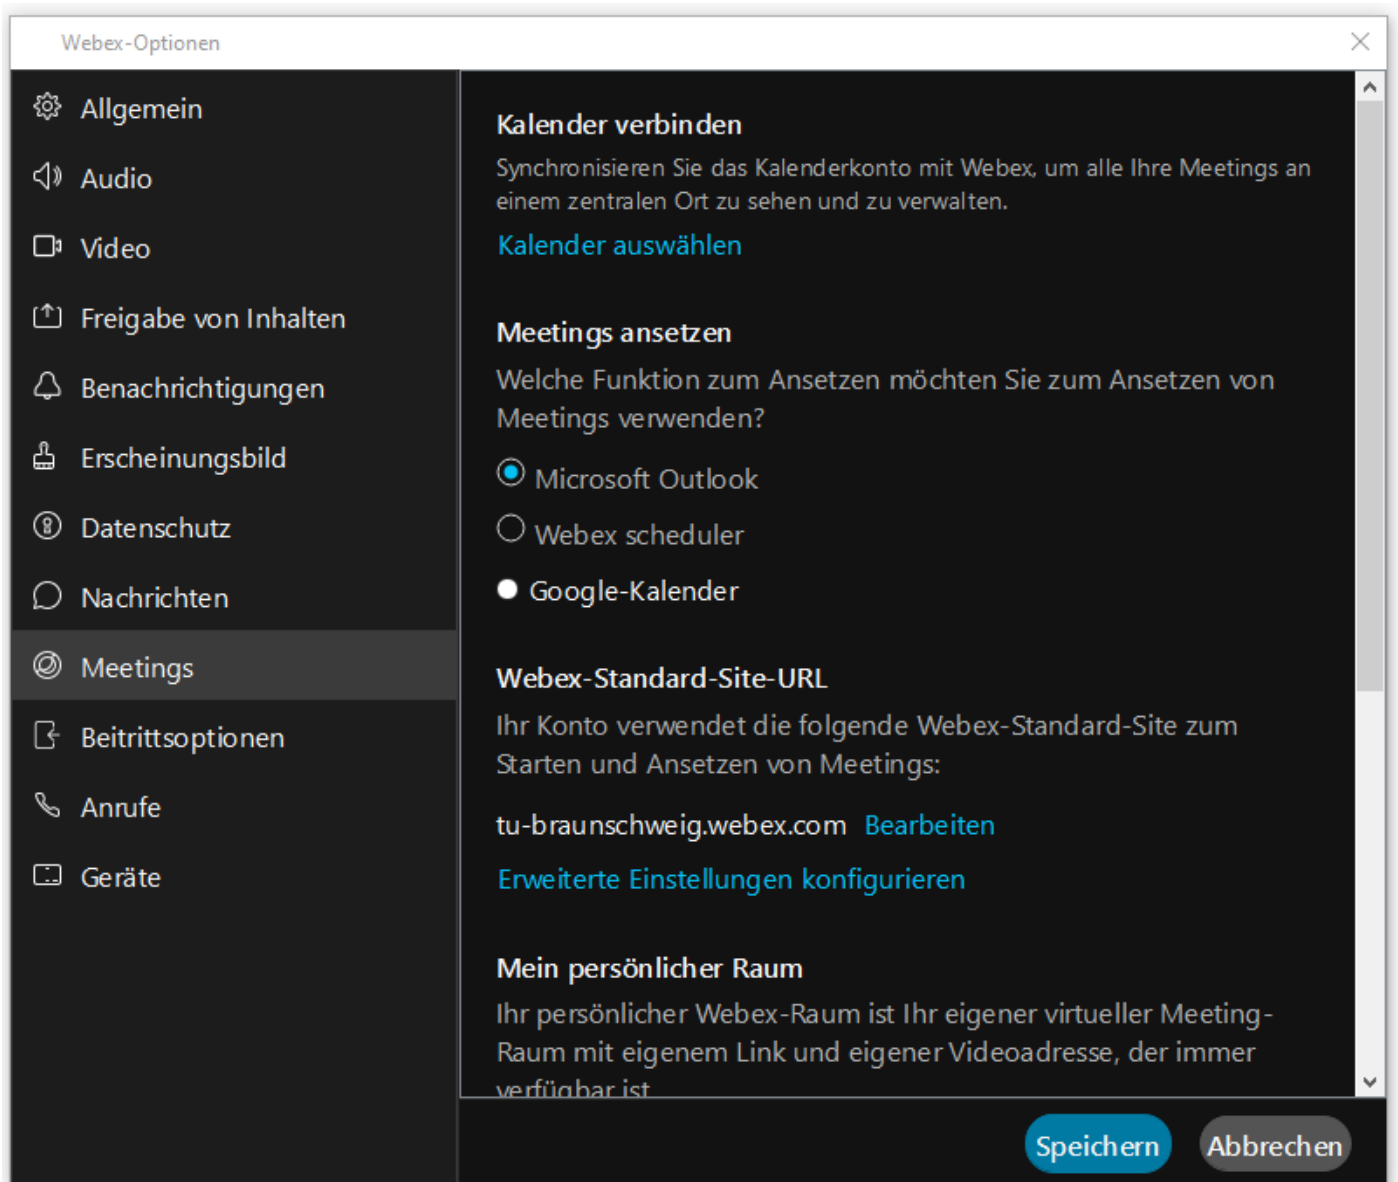 Webex-Optionen
Allgemein
Audio
Video
Freigabe von Inhalten
Benachrichtigungen
Erscheinungsbild
Datenschutz
Nachrichten
Meetings
Beitrittsoptionen
Anrufe
Geräte
Kalender verbinden
Synchronisieren Sie das Kalenderkonto mit Webex, um alle Ihre Meetings an
einem zentralen Ort zu sehen und zu verwalten.
Kalender auswählen
Meetings ansetzen
Welche Funktion zum Ansetzen möchten Sie zum Ansetzen von
Meetings verwenden?
Microsoft Outlook
Webex scheduler
Google-Kalender
Webex-Standard-Site-URL
Ihr Konto verwendet die folgende Webex-Standard-Site zum
Starten und Ansetzen von Meetings:
tu-braunschweig.webex.com Bearbeiten
Erweiterte Einstellungen konfigurieren
Mein persönlicher Raum
Ihr persönlicher Webex-Raum ist Ihr eigener virtueller Meeting-
Raum mit eigenem Link und eigener Videoadresse, der immer
verfügbar ist
Speichern Abbrechen